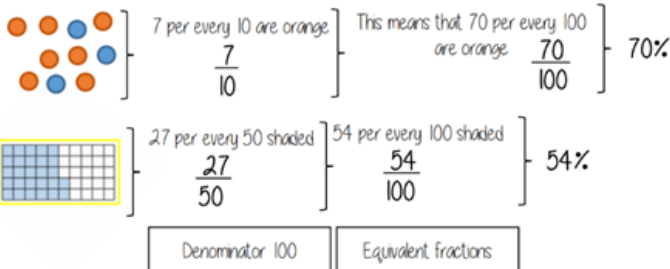 7 per every 10 are orange
7
10
This means that 70 per every 100
are orange
70
100
70%
27 per every 50 shaded
27
50
54 per every 100 shaded
54
100
54%
Denominator 100
Equivalent fractions